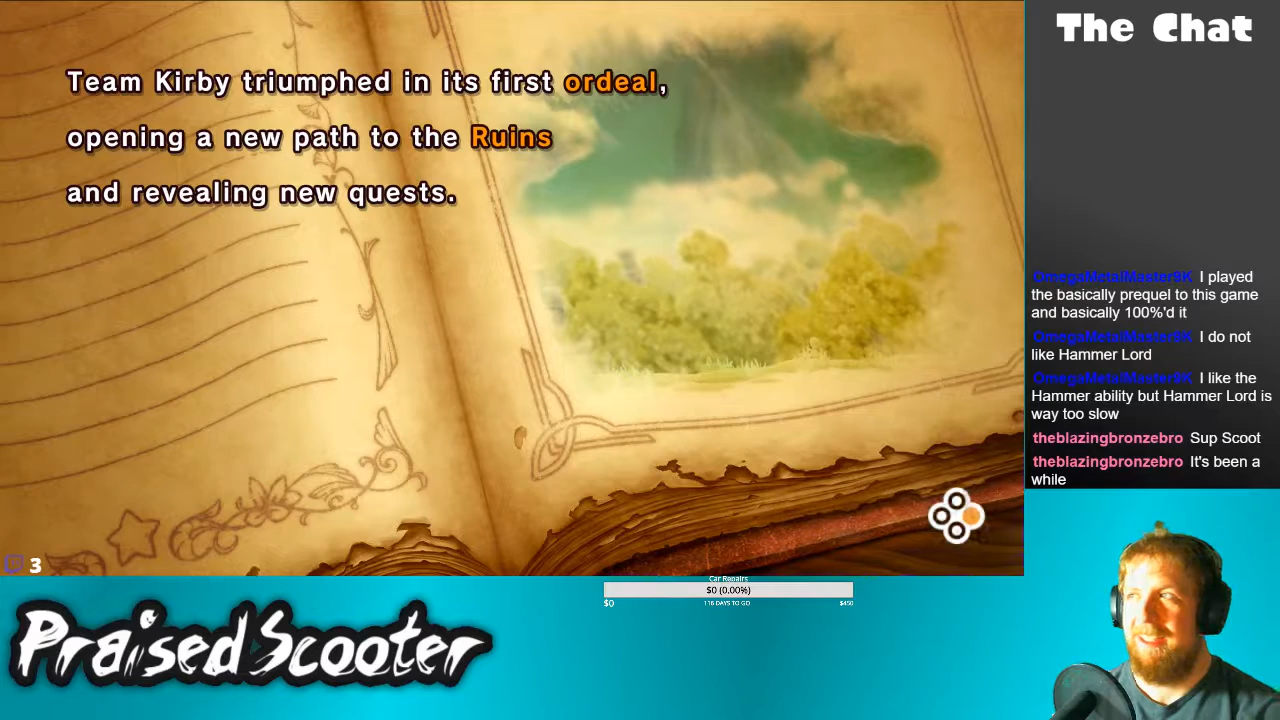 Team Kirby triumphed in its first ordeal,
opening a new path to the Ruins
and revealing new quests.
The Chat
OmegaMetalMaster9K I played
the basically prequel to this game
and basically 100%'d it
OmegaMetalMaster9K I do not
like Hammer Lord
OmegaMetalMaster9K I like the
Hammer ability but Hammer Lord is
way too slow
theblazingbronzebro Sup Scoot
theblazingbronzebro It's been a
while
3
Car Repairs
$0 (0.00%)
$0 116 DAYS TO GO $450
PraisedScooter